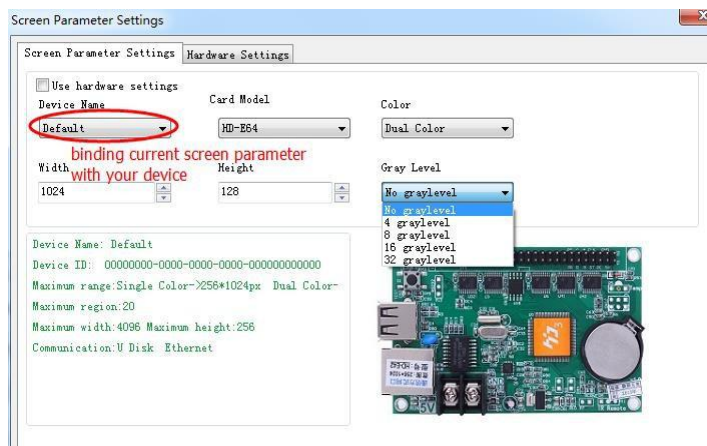 Screen Parameter Settings
Screen Parameter Settings Hardware Settings
Use hardware settings
Device Name Card Model Color
Default HD-E64 Dual Color
binding current screen parameter
with your device
Width Height Gray Level
1024 128 No graylevel
No graylevel
4 graylevel
8 graylevel
16 graylevel
32 graylevel
Device Name: Default
Device ID: 00000000-0000-0000-0000-000000000000
Maximum range:Single Color->256*1024px Dual Color-
Maximum region:20
Maximum width:4096 Maximum height:256
Communication:U Disk Ethernet
5V
IR Remote